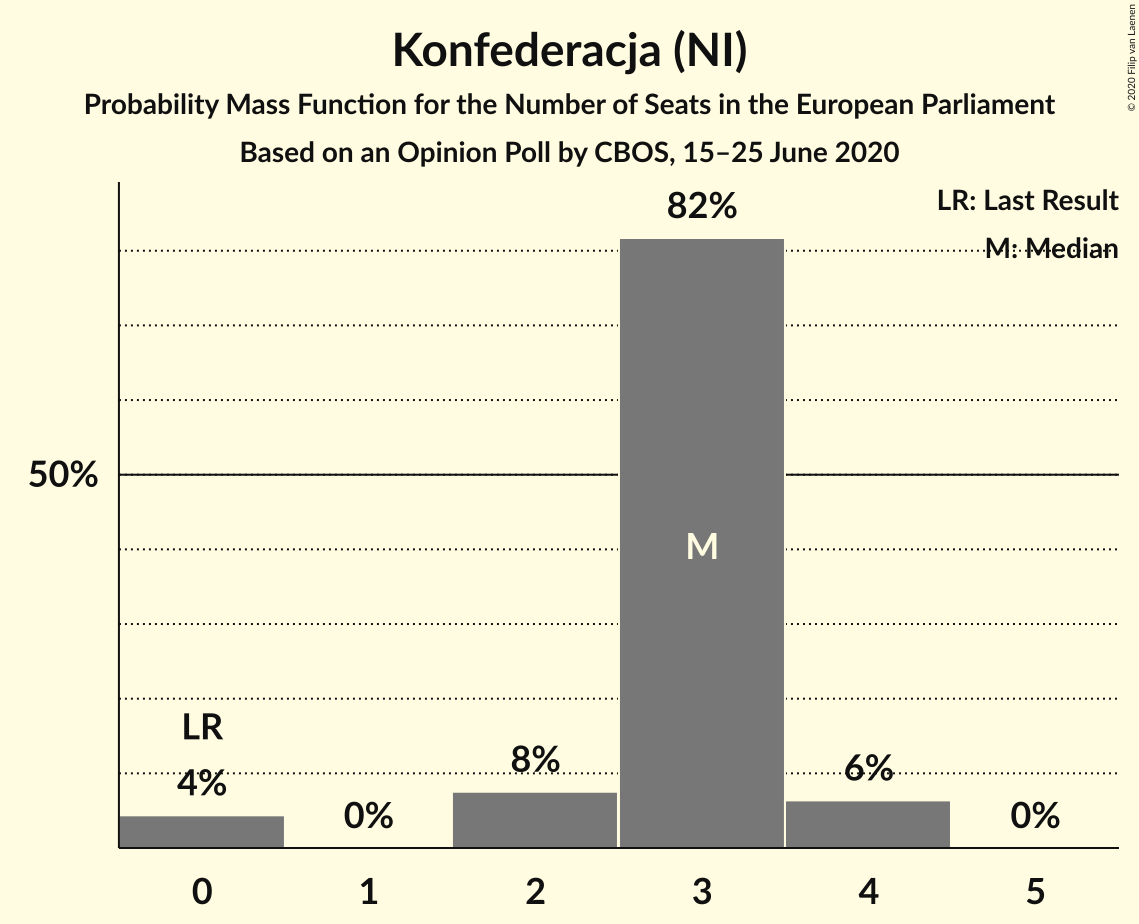 Konfederacja (NI)
Probability Mass Function for the Number of Seats in the European Parliament
Based on an Opinion Poll by CBOS, 15–25 June 2020
© 2020 Filip van Laenen
LR: Last Result
M: Median
82%
50%
M
LR
4%
0%
8%
6%
0%
0 1 2 3 4 5